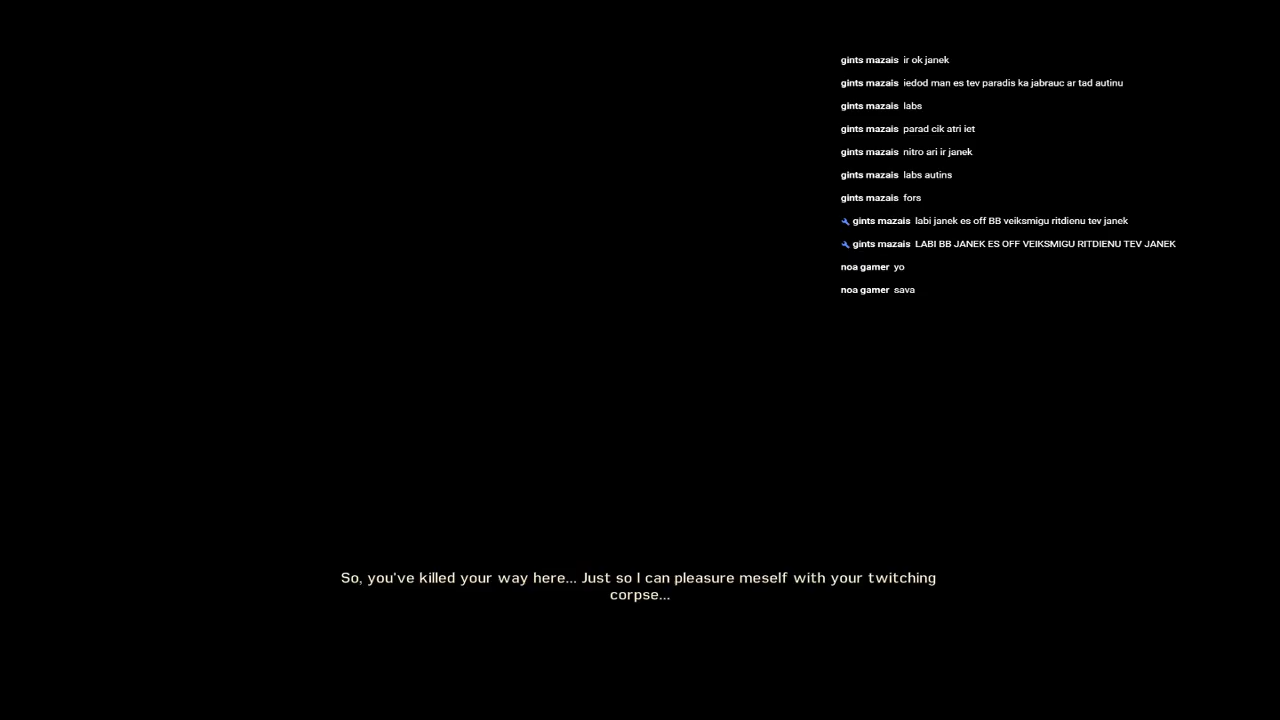 gints mazais ir ok janek
gints mazais iedod man es tev paradis ka jabrauc ar tad autinu
gints mazais labs
gints mazais parad cik atri iet
gints mazais nitro ari ir janek
gints mazais labs autins
gints mazais fors
gints mazais labi janek es off BB veiksmigu ritdienu tev janek
gints mazais LABI BB JANEK ES OFF VEIKSMIGU RITDIENU TEV JANEK
noa gamer yo
noa gamer sava
So, you've killed your way here... Just so I can pleasure meself with your twitching
corpse...